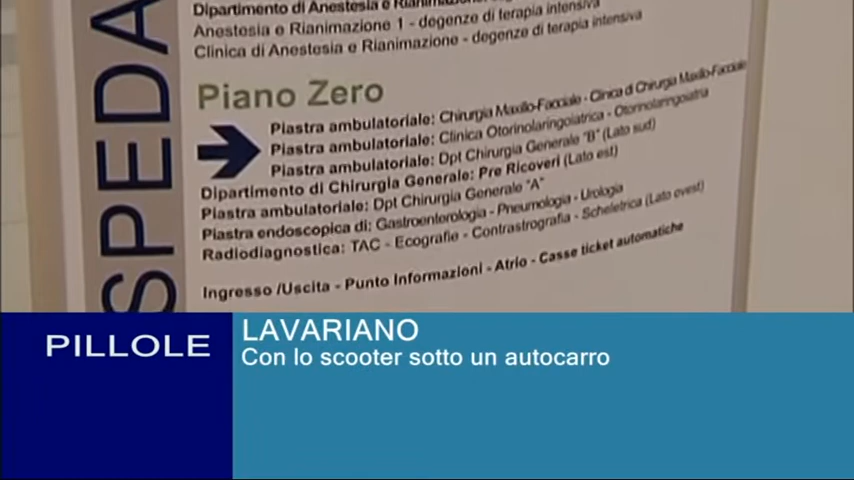 SPEDA
Dipartimento di Anestesia e Rianimazione
Anestesia e Rianimazione 1 - degenze di terapia intensiva
Clinica di Anestesia e Rianimazione - degenze di terapia intensiva
Piano Zero
Piastra ambulatoriale: Chirurgia Maxillo-Facciale - Clinica di Chirurgia Maxillo-Facciale
Piastra ambulatoriale: Clinica Otorinolaringoiatrica - Otorinolaringoiatria
Piastra ambulatoriale: Dpt Chirurgia Generale "B" (Lato sud)
Dipartimento di Chirurgia Generale: Pre Ricoveri (Lato est)
Piastra ambulatoriale: Dpt Chirurgia Generale "A"
Piastra endoscopica di: Gastroenterologia - Pneumologia - Urologia
Radiodiagnostica: TAC - Ecografie - Contrastrografia - Scheletrica (Lato ovest)
Ingresso /Uscita - Punto Informazioni - Atrio - Casse ticket automatiche
PILLOLE
LAVARIANO
Con lo scooter sotto un autocarro